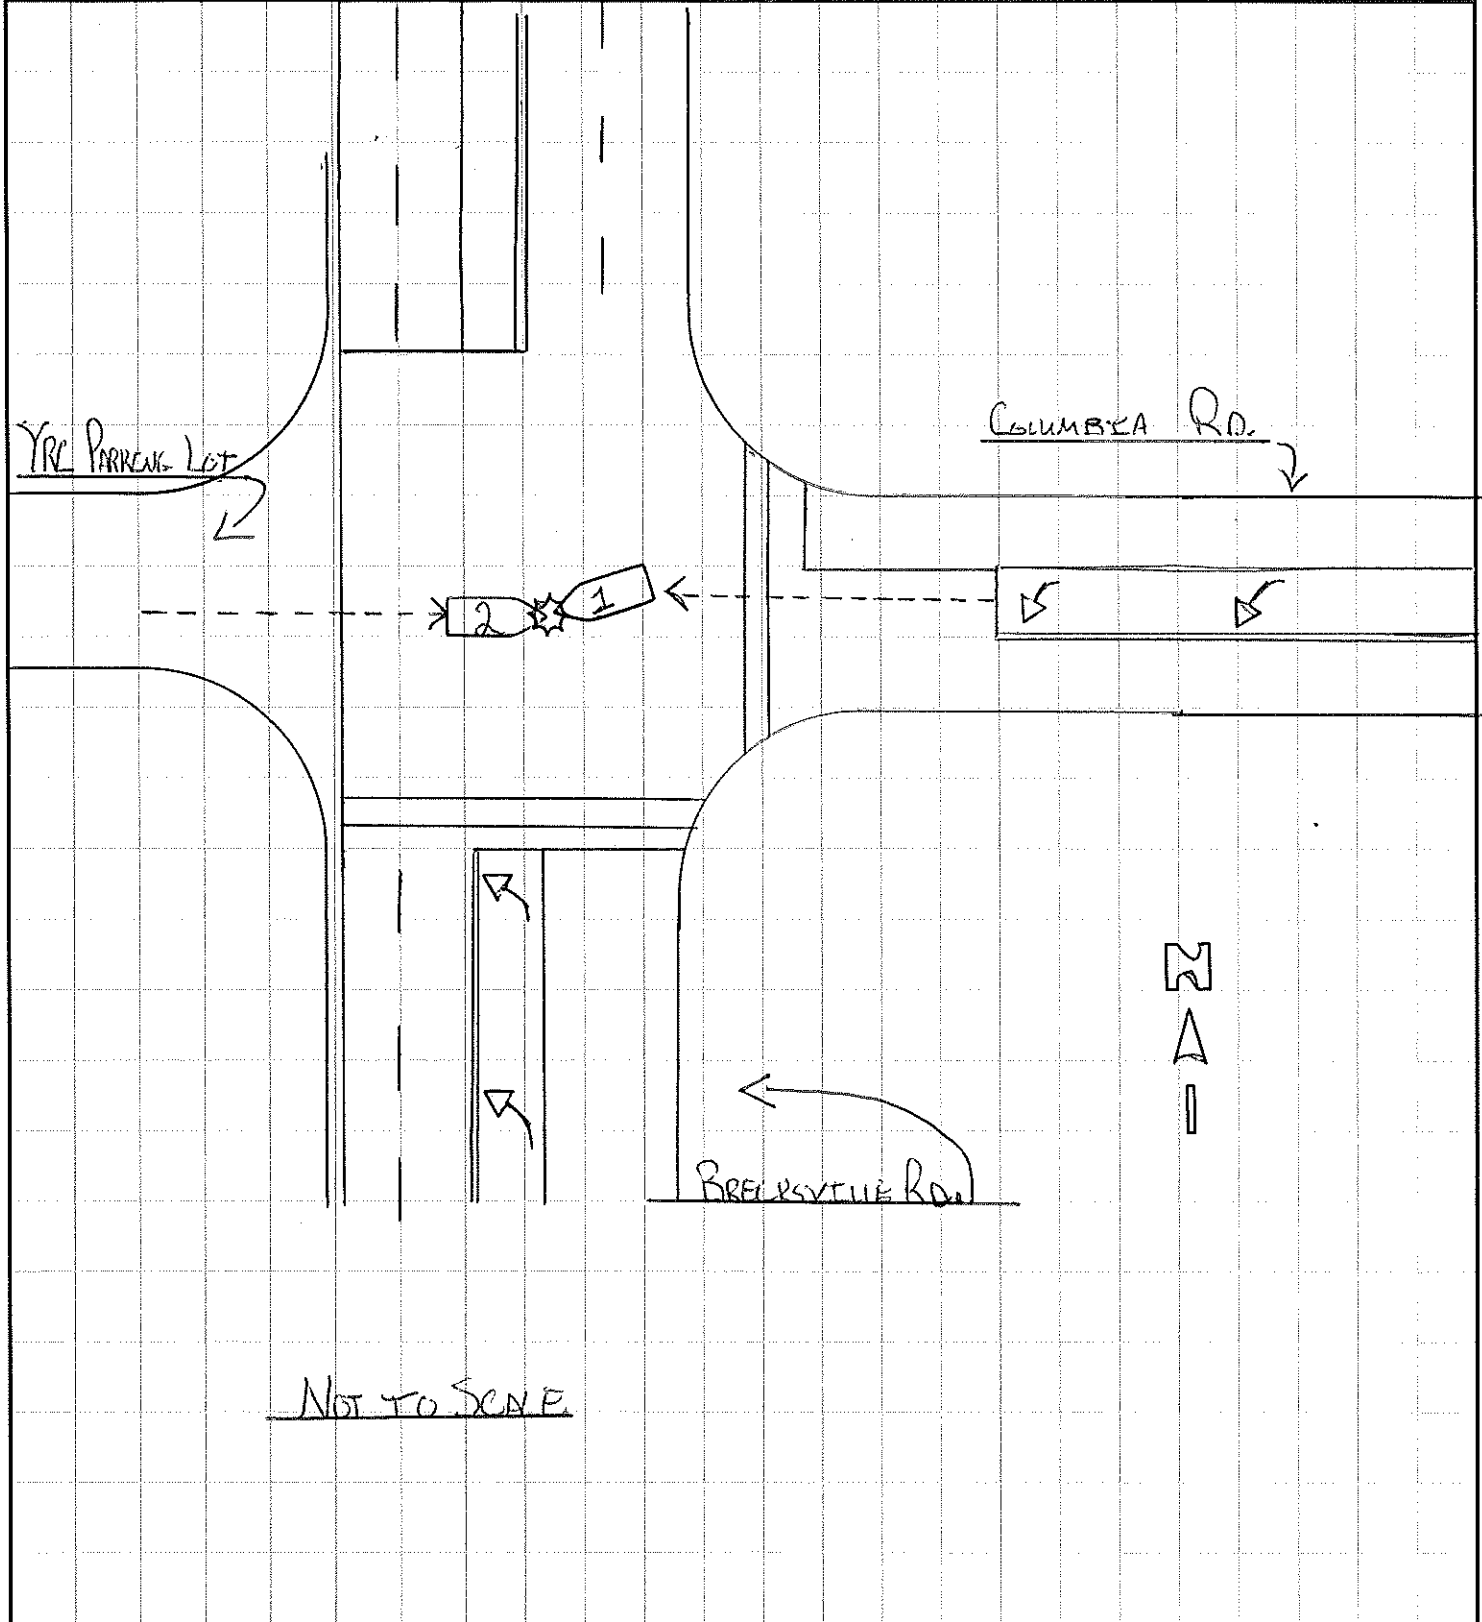 YRC PARKING LOT
COLUMBIA RD.
2
1
N
BRECKSVILLE RD.
NOT TO SCALE